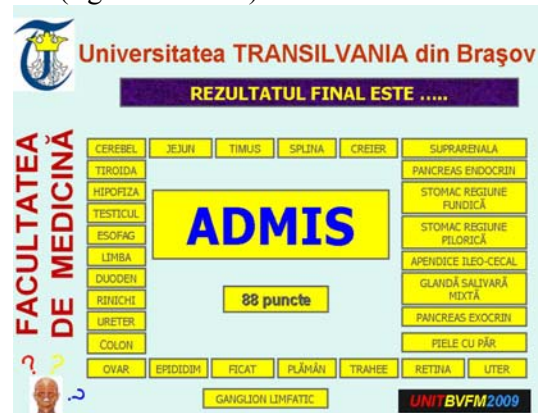 Universitatea TRANSILVANIA din Braşov
REZULTATUL FINAL ESTE .....
FACULTATEA
DE MEDICINĂ
CEREBEL
JEJUN
TIMUS
SPLINA
CREIER
SUPRARENALA
TIROIDA
PANCREAS ENDOCRIN
HIPOFIZA
STOMAC REGIUNE
FUNDICĂ
TESTICUL
ESOFAG
STOMAC REGIUNE
PILORICĂ
ADMIS
LIMBA
APENDICE ILEO-CECAL
DUODEN
GLANDĂ SALIVARĂ
MIXTĂ
RINICHI
88 puncte
URETER
PANCREAS EXOCRIN
COLON
PIELE CU PĂR
OVAR
EPIDIDIM
FICAT
PLĂMÂN
TRAHEE
RETINA
UTER
GANGLION LIMFATIC
UNITBVFM2009
? ? ?